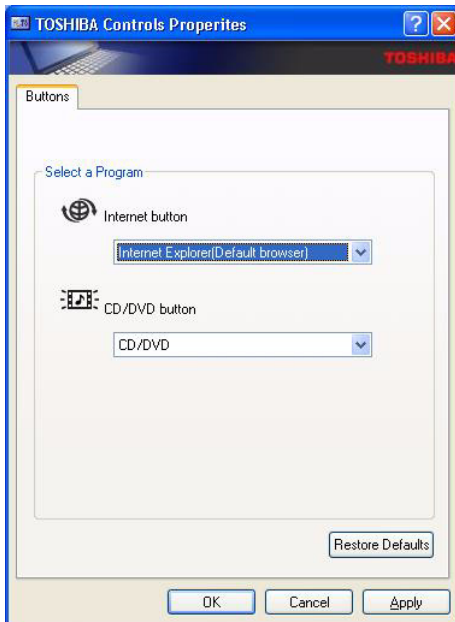 TOSHIBA Controls Properites
TOSHIBA
Buttons
Select a Program
Internet button
Internet Explorer(Default browser)
CD/DVD button
CD/DVD
Restore Defaults
OK
Cancel
Apply